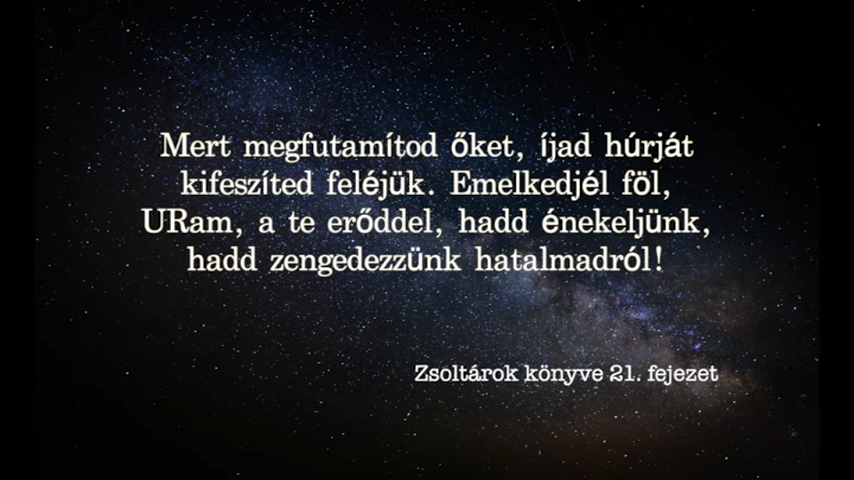 Mert megfutamítod őket, íjad húrját
kifeszíted feléjük. Emelkedjél föl,
URam, a te erőddel, hadd énekeljünk,
hadd zengedezzünk hatalmadról!
Zsoltárok könyve 21. fejezet